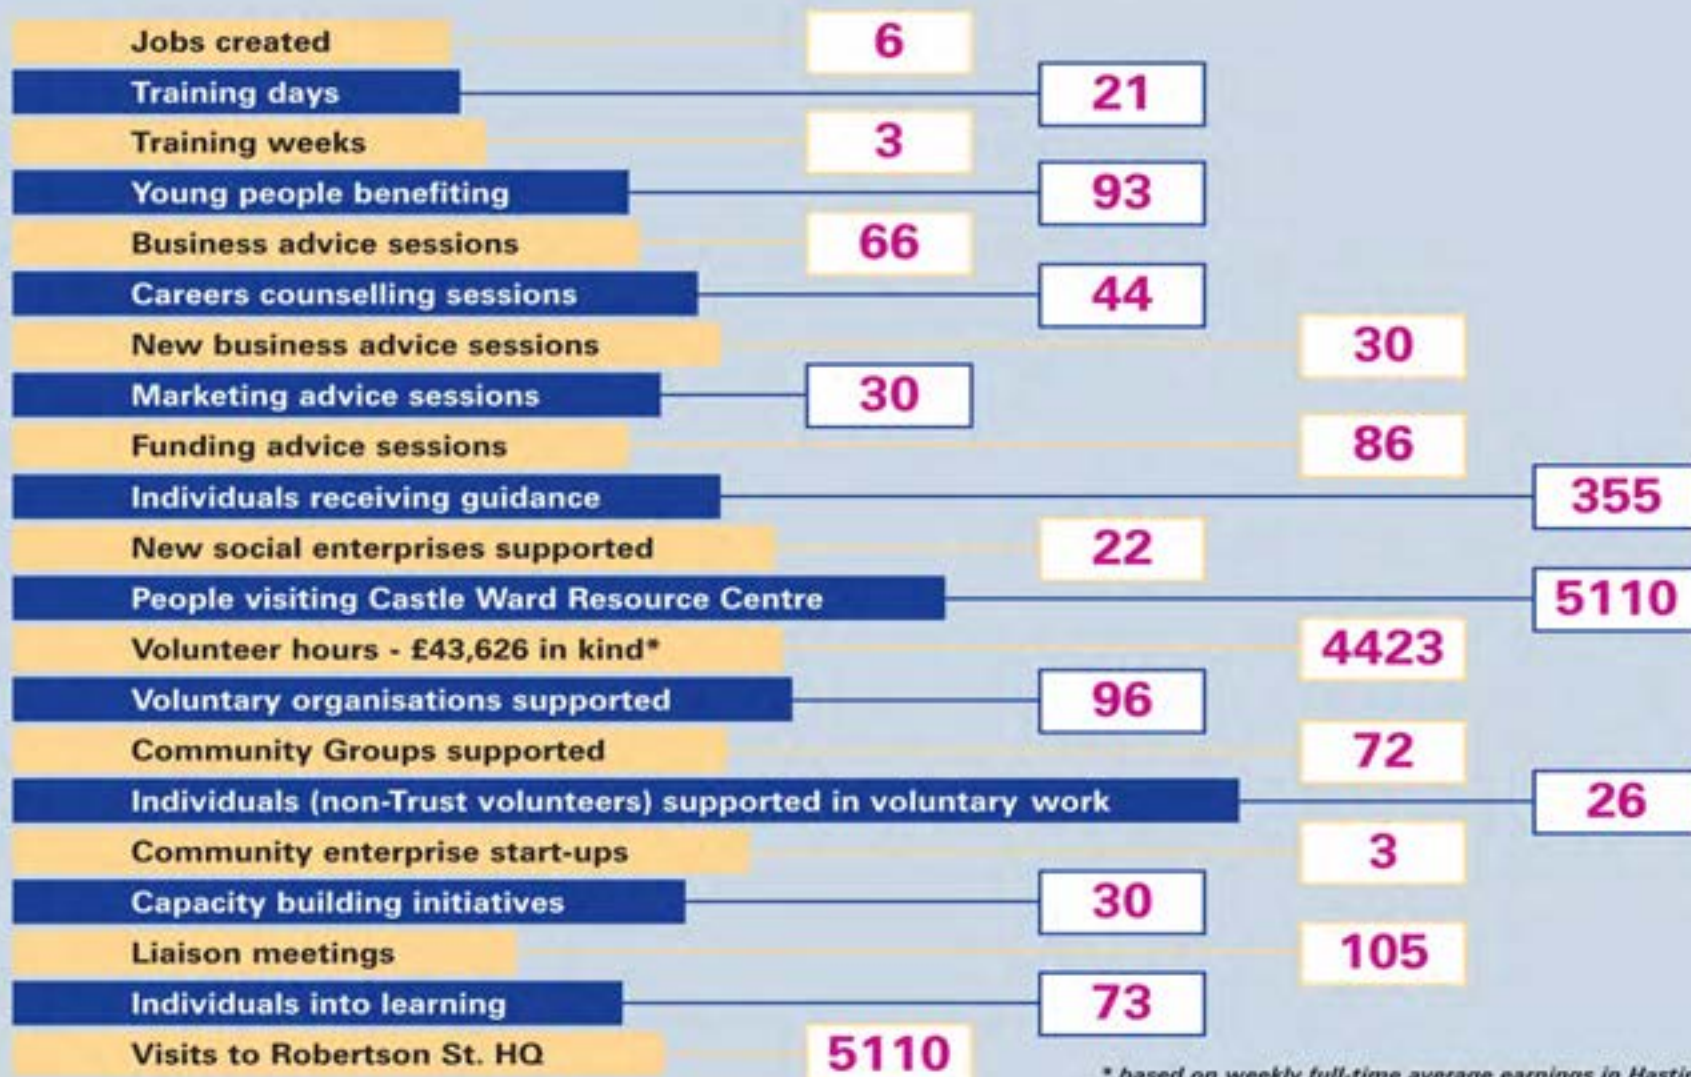 Jobs created 6
Training days 21
Training weeks 3
Young people benefiting 93
Business advice sessions 66
Careers counselling sessions 44
New business advice sessions 30
Marketing advice sessions 30
Funding advice sessions 86
Individuals receiving guidance 355
New social enterprises supported 22
People visiting Castle Ward Resource Centre 5110
Volunteer hours - £43,626 in kind* 4423
Voluntary organisations supported 96
Community Groups supported 72
Individuals (non-Trust volunteers) supported in voluntary work 26
Community enterprise start-ups 3
Capacity building initiatives 30
Liaison meetings 105
Individuals into learning 73
Visits to Robertson St. HQ 5110
* based on weekly full-time average earnings in